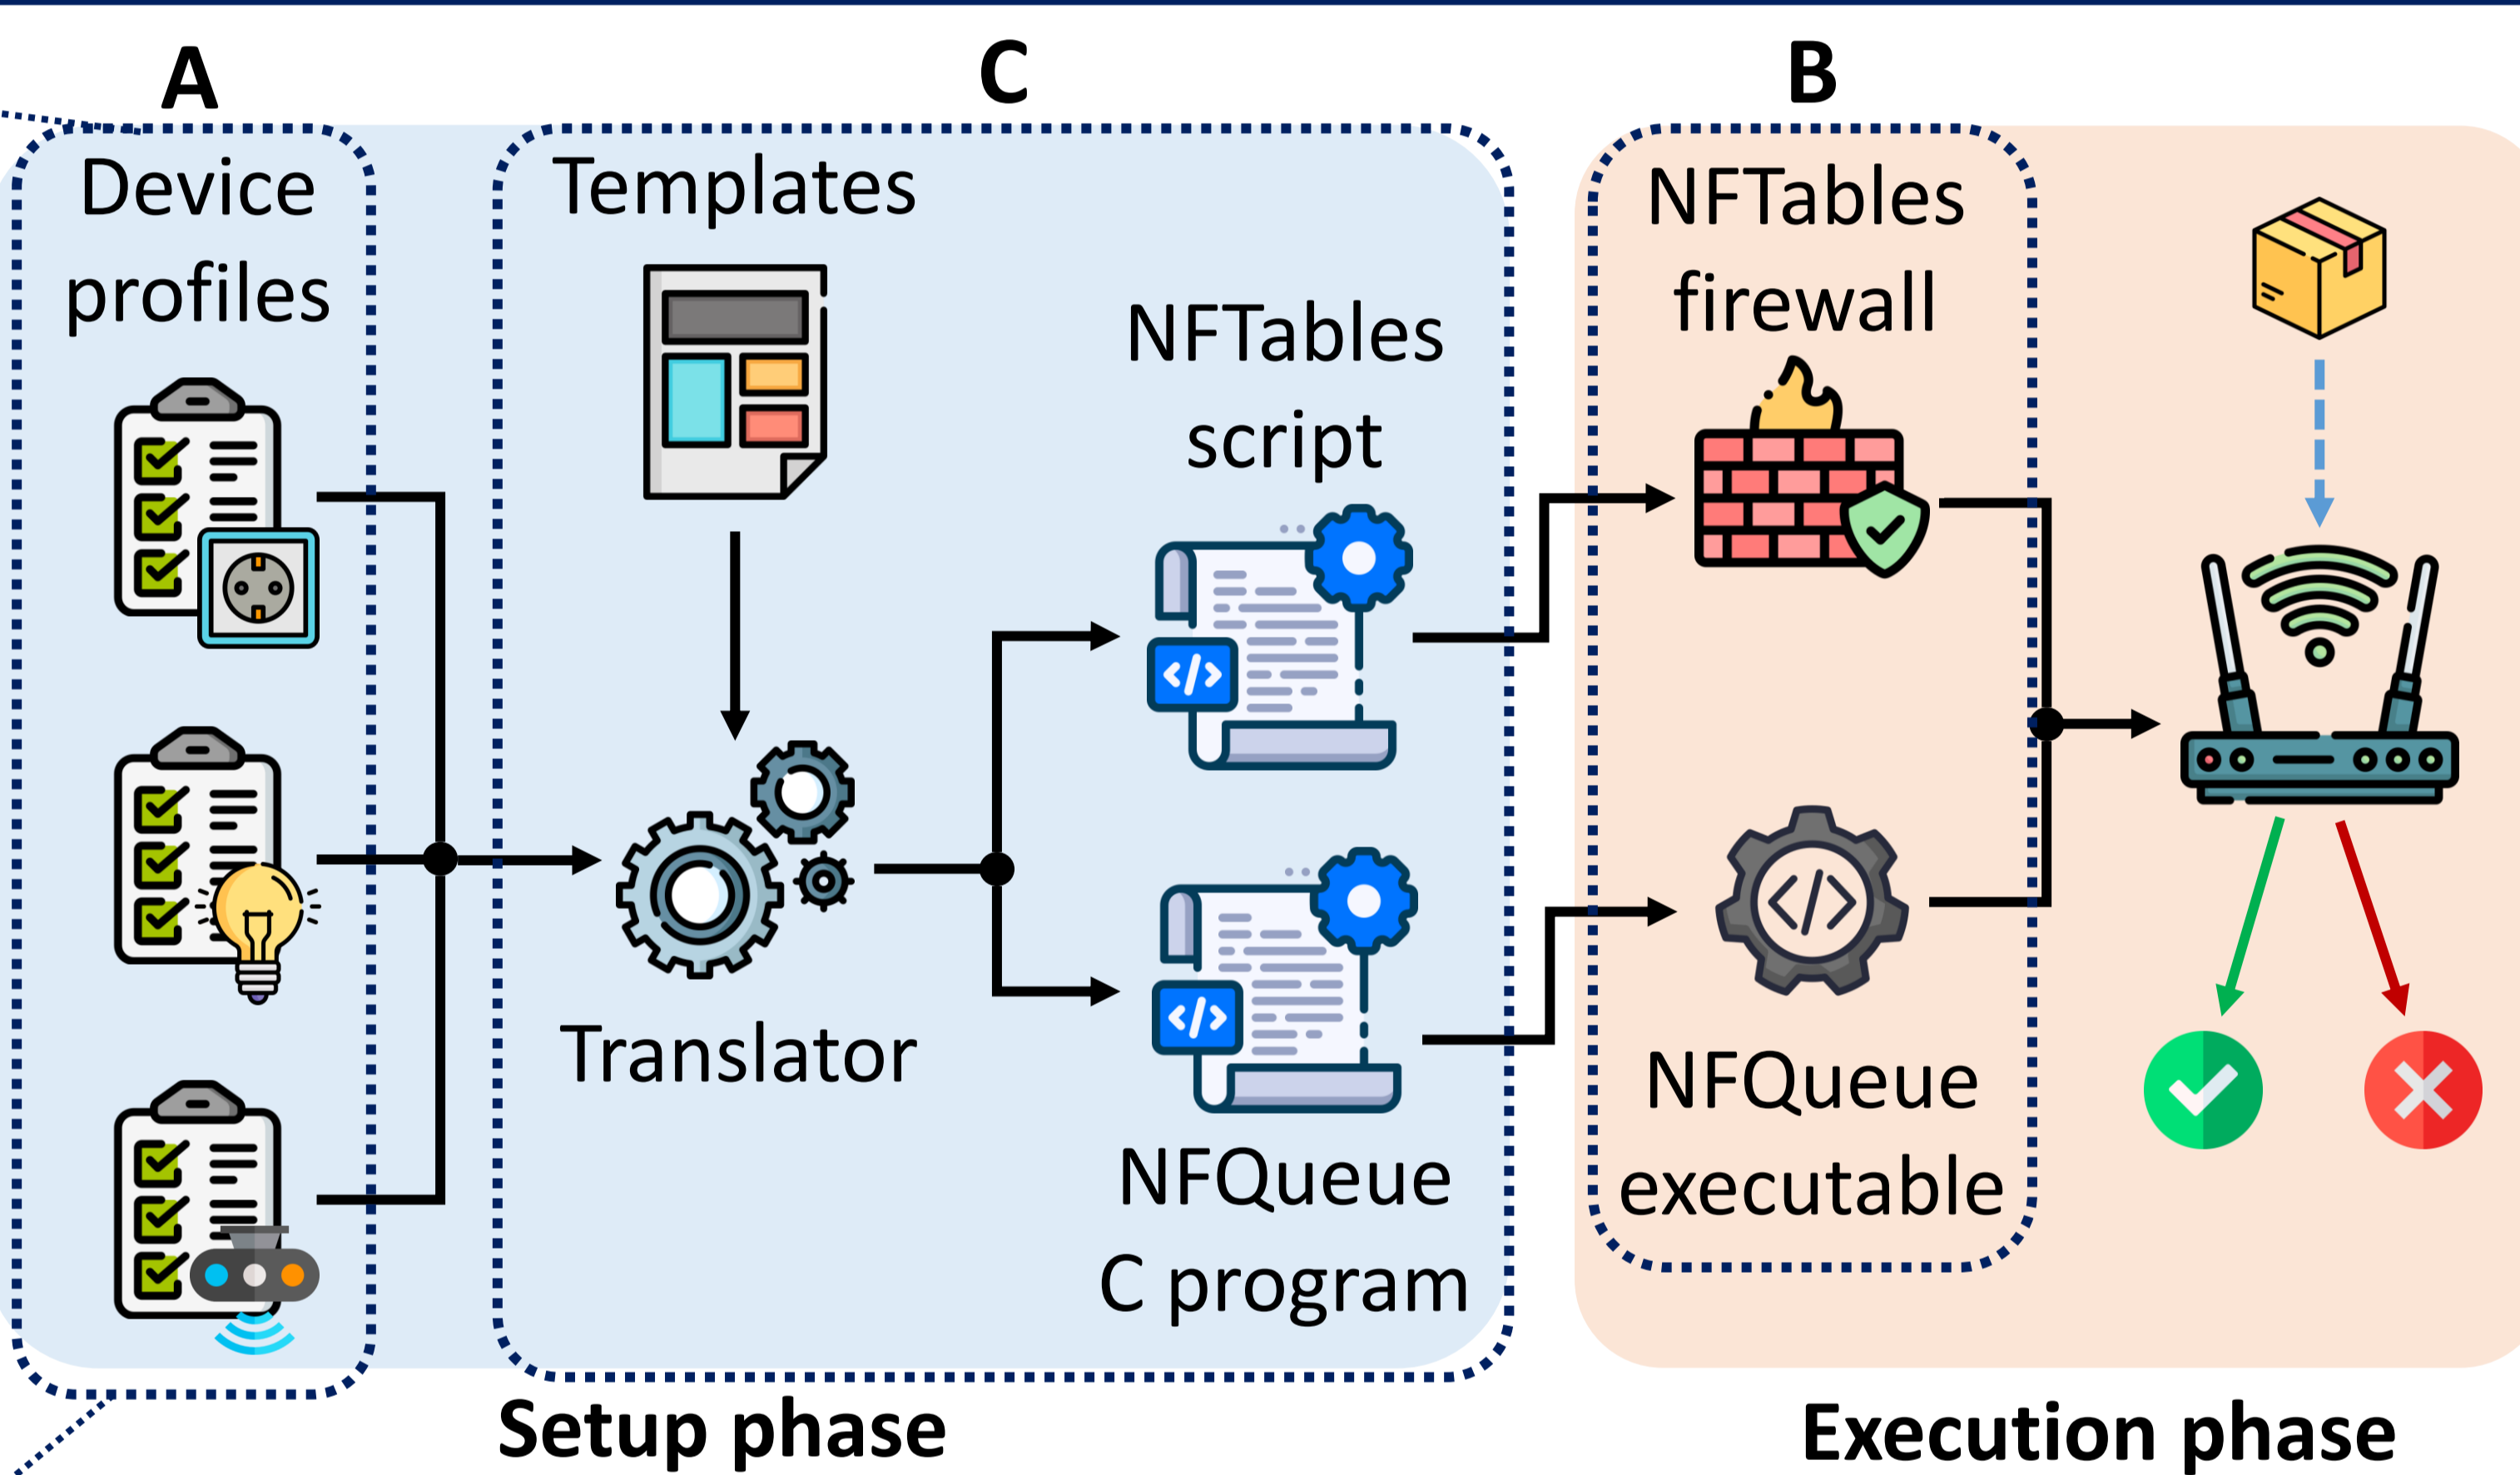 A
C
B
Device
profiles
Templates
NFTables
script
Translator
NFQueue
C program
NFTables
firewall
NFQueue
executable
Setup phase
Execution phase